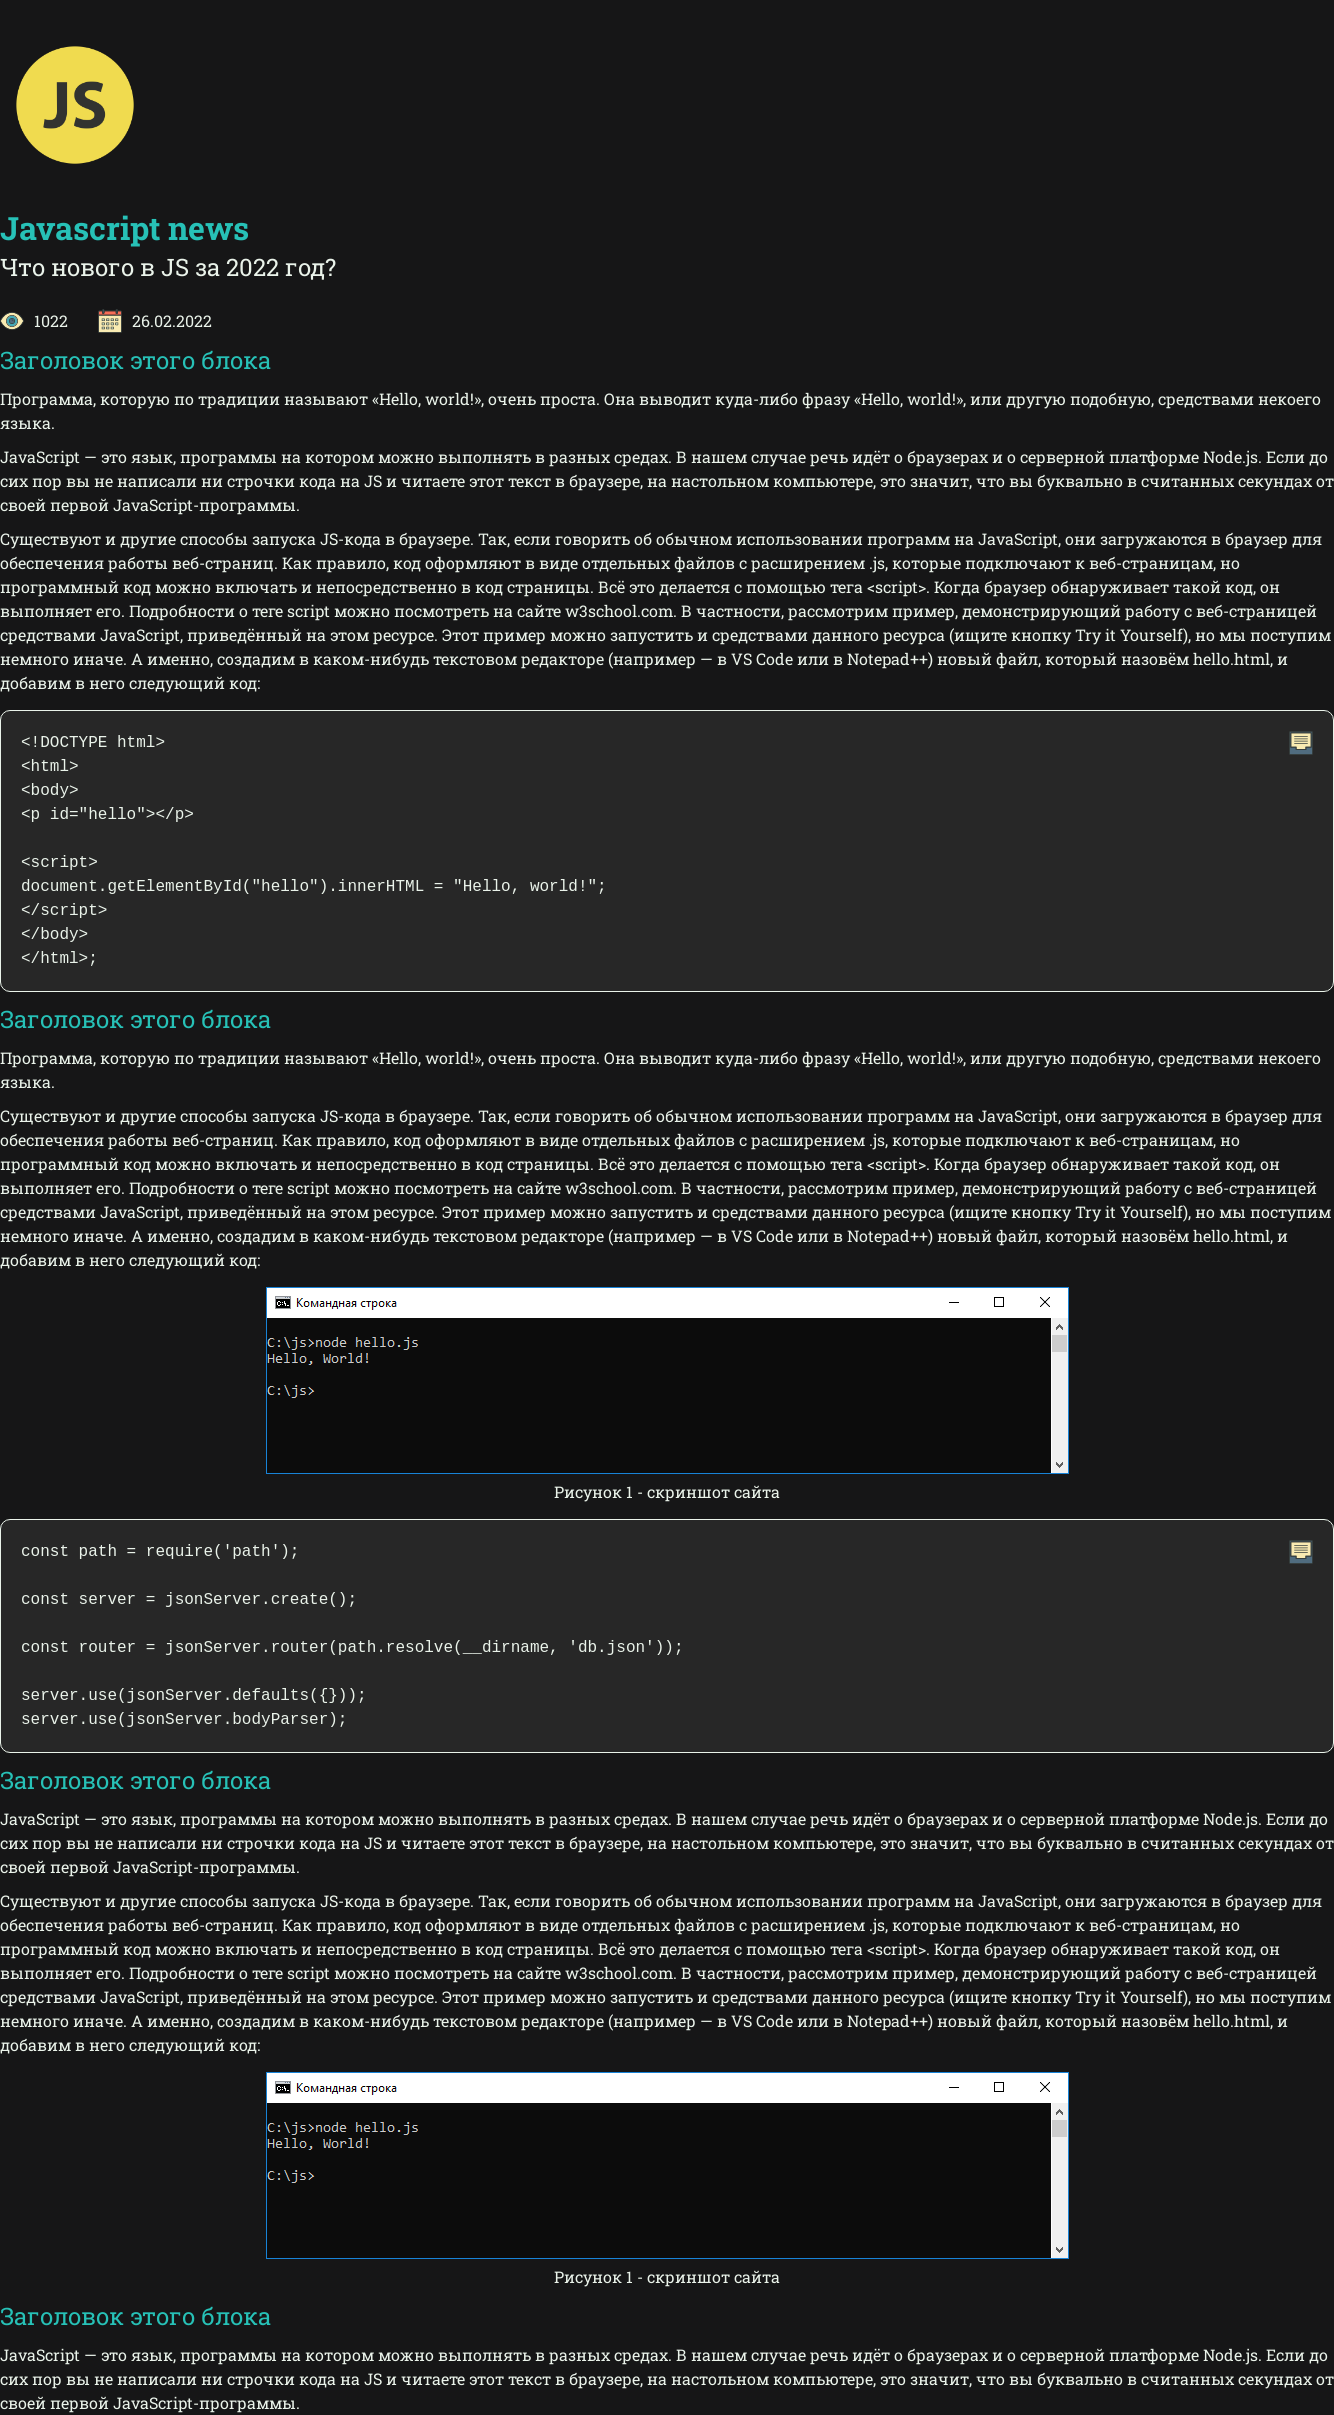 JS
Javascript news
Что нового в JS за 2022 год?
1022 26.02.2022
Заголовок этого блока
Программа, которую по традиции называют «Hello, world!», очень проста. Она выводит куда-либо фразу «Hello, world!», или другую подобную, средствами некоего
языка.
JavaScript — это язык, программы на котором можно выполнять в разных средах. В нашем случае речь идёт о браузерах и о серверной платформе Node.js. Если до
сих пор вы не написали ни строчки кода на JS и читаете этот текст в браузере, на настольном компьютере, это значит, что вы буквально в считанных секундах от
своей первой JavaScript-программы.
Существуют и другие способы запуска JS-кода в браузере. Так, если говорить об обычном использовании программ на JavaScript, они загружаются в браузер для
обеспечения работы веб-страниц. Как правило, код оформляют в виде отдельных файлов с расширением .js, которые подключают к веб-страницам, но
программный код можно включать и непосредственно в код страницы. Всё это делается с помощью тега <script>. Когда браузер обнаруживает такой код, он
выполняет его. Подробности о теге script можно посмотреть на сайте w3school.com. В частности, рассмотрим пример, демонстрирующий работу с веб-страницей
средствами JavaScript, приведённый на этом ресурсе. Этот пример можно запустить и средствами данного ресурса (ищите кнопку Try it Yourself), но мы поступим
немного иначе. А именно, создадим в каком-нибудь текстовом редакторе (например — в VS Code или в Notepad++) новый файл, который назовём hello.html, и
добавим в него следующий код:
<!DOCTYPE html>
<html>
<body>
<p id="hello"></p>
<script>
document.getElementById("hello").innerHTML = "Hello, world!";
</script>
</body>
</html>;
Заголовок этого блока
Программа, которую по традиции называют «Hello, world!», очень проста. Она выводит куда-либо фразу «Hello, world!», или другую подобную, средствами некоего
языка.
Существуют и другие способы запуска JS-кода в браузере. Так, если говорить об обычном использовании программ на JavaScript, они загружаются в браузер для
обеспечения работы веб-страниц. Как правило, код оформляют в виде отдельных файлов с расширением .js, которые подключают к веб-страницам, но
программный код можно включать и непосредственно в код страницы. Всё это делается с помощью тега <script>. Когда браузер обнаруживает такой код, он
выполняет его. Подробности о теге script можно посмотреть на сайте w3school.com. В частности, рассмотрим пример, демонстрирующий работу с веб-страницей
средствами JavaScript, приведённый на этом ресурсе. Этот пример можно запустить и средствами данного ресурса (ищите кнопку Try it Yourself), но мы поступим
немного иначе. А именно, создадим в каком-нибудь текстовом редакторе (например — в VS Code или в Notepad++) новый файл, который назовём hello.html, и
добавим в него следующий код:
C:\. Командная строка
C:\js>node hello.js
Hello, World!
C:\js>
Рисунок 1 - скриншот сайта
const path = require('path');
const server = jsonServer.create();
const router = jsonServer.router(path.resolve(__dirname, 'db.json'));
server.use(jsonServer.defaults({}));
server.use(jsonServer.bodyParser);
Заголовок этого блока
JavaScript — это язык, программы на котором можно выполнять в разных средах. В нашем случае речь идёт о браузерах и о серверной платформе Node.js. Если до
сих пор вы не написали ни строчки кода на JS и читаете этот текст в браузере, на настольном компьютере, это значит, что вы буквально в считанных секундах от
своей первой JavaScript-программы.
Существуют и другие способы запуска JS-кода в браузере. Так, если говорить об обычном использовании программ на JavaScript, они загружаются в браузер для
обеспечения работы веб-страниц. Как правило, код оформляют в виде отдельных файлов с расширением .js, которые подключают к веб-страницам, но
программный код можно включать и непосредственно в код страницы. Всё это делается с помощью тега <script>. Когда браузер обнаруживает такой код, он
выполняет его. Подробности о теге script можно посмотреть на сайте w3school.com. В частности, рассмотрим пример, демонстрирующий работу с веб-страницей
средствами JavaScript, приведённый на этом ресурсе. Этот пример можно запустить и средствами данного ресурса (ищите кнопку Try it Yourself), но мы поступим
немного иначе. А именно, создадим в каком-нибудь текстовом редакторе (например — в VS Code или в Notepad++) новый файл, который назовём hello.html, и
добавим в него следующий код:
C:\. Командная строка
C:\js>node hello.js
Hello, World!
C:\js>
Рисунок 1 - скриншот сайта
Заголовок этого блока
JavaScript — это язык, программы на котором можно выполнять в разных средах. В нашем случае речь идёт о браузерах и о серверной платформе Node.js. Если до
сих пор вы не написали ни строчки кода на JS и читаете этот текст в браузере, на настольном компьютере, это значит, что вы буквально в считанных секундах от
своей первой JavaScript-программы.